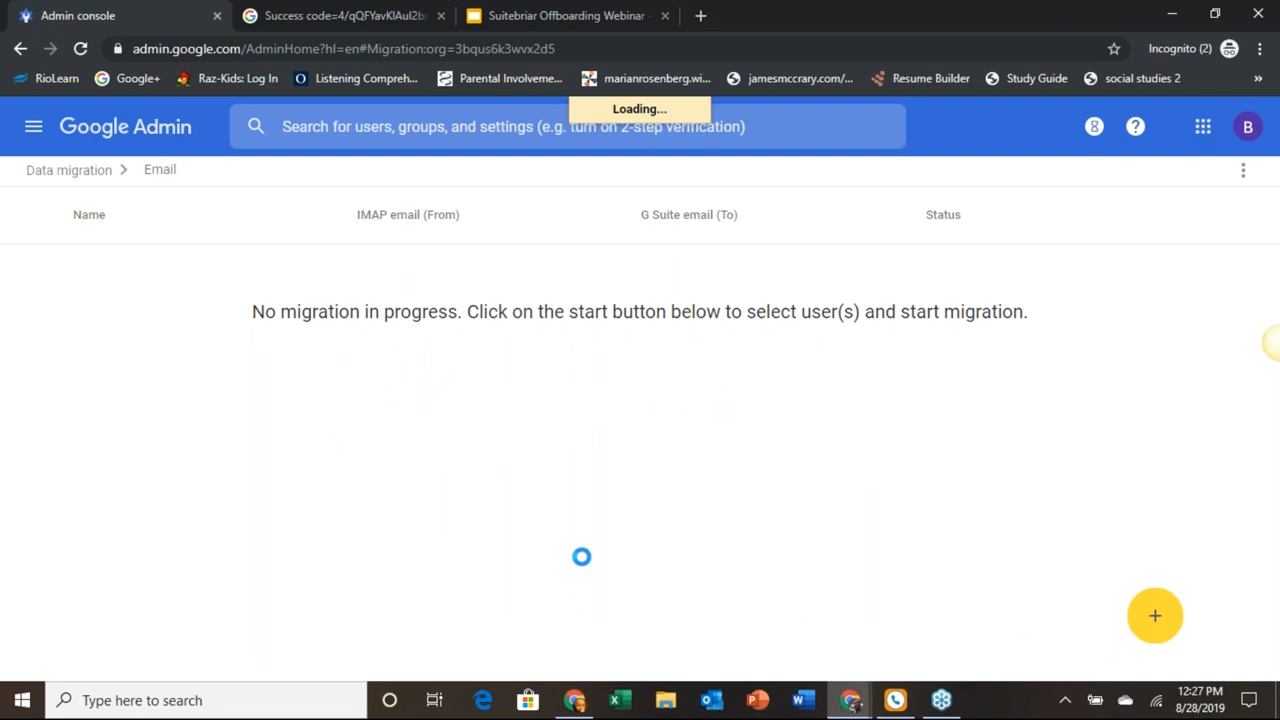 Admin console
Success code=4/qQFYavKlAul2b
Suitebriar Offboarding Webinar -
admin.google.com/AdminHome?hl=en#Migration:org=3bqus6k3wvx2d5
Incognito (2)
RioLearn
Google+
Raz-Kids: Log In
Listening Compreh...
Parental Involveme...
marianrosenberg.wi...
jamesmccrary.com/...
Resume Builder
Study Guide
social studies 2
»
Loading...
Google Admin
Search for users, groups, and settings (e.g. turn on 2-step verification)
B
Data migration > Email
Name IMAP email (From) G Suite email (To) Status
No migration in progress. Click on the start button below to select user(s) and start migration.
+
Type here to search
12:27 PM
8/28/2019